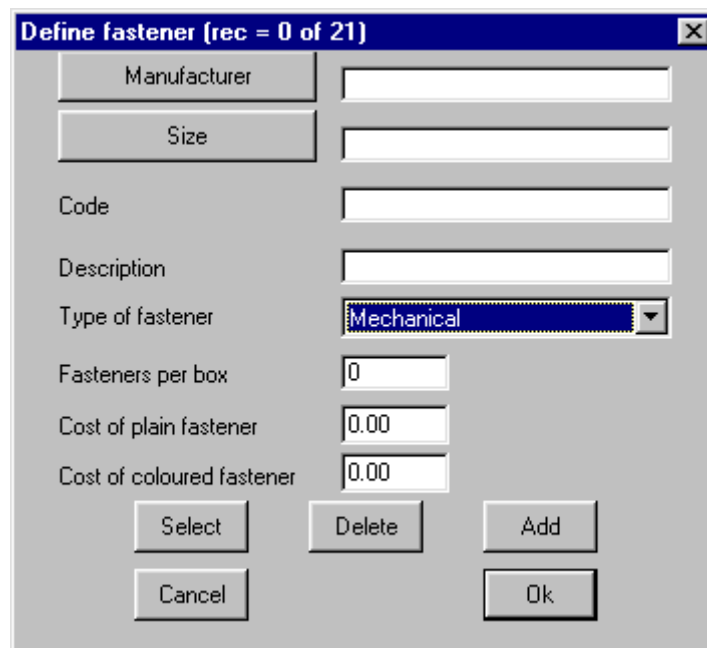 Define fastener (rec = 0 of 21)
Manufacturer
Size
Code
Description
Type of fastener Mechanical
Fasteners per box 0
Cost of plain fastener 0.00
Cost of coloured fastener 0.00
Select Delete Add
Cancel Ok